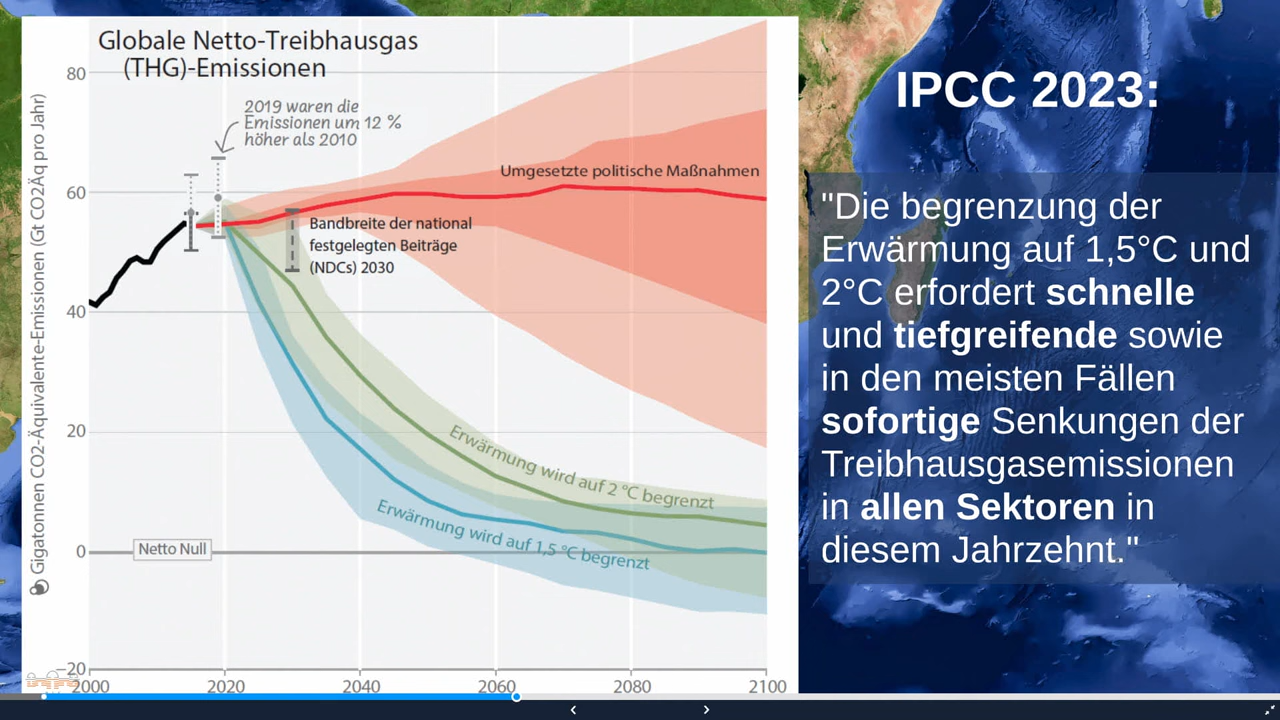 Globale Netto-Treibhausgas
(THG)-Emissionen
Gigatonnen CO2-Äquivalente-Emissionen (Gt CO2Äq pro Jahr)
80
60
40
20
0
−20
2000
2020
2040
2060
2080
2100
2019 waren die
Emissionen um 12 %
höher als 2010
Umgesetzte politische Maßnahmen
Bandbreite der national
festgelegten Beiträge
(NDCs) 2030
Erwärmung wird auf 2 °C begrenzt
Erwärmung wird auf 1,5 °C begrenzt
Netto Null
IPCC 2023:
"Die begrenzung der
Erwärmung auf 1,5°C und
2°C erfordert schnelle
und tiefgreifende sowie
in den meisten Fällen
sofortige Senkungen der
Treibhausgasemissionen
in allen Sektoren in
diesem Jahrzehnt."